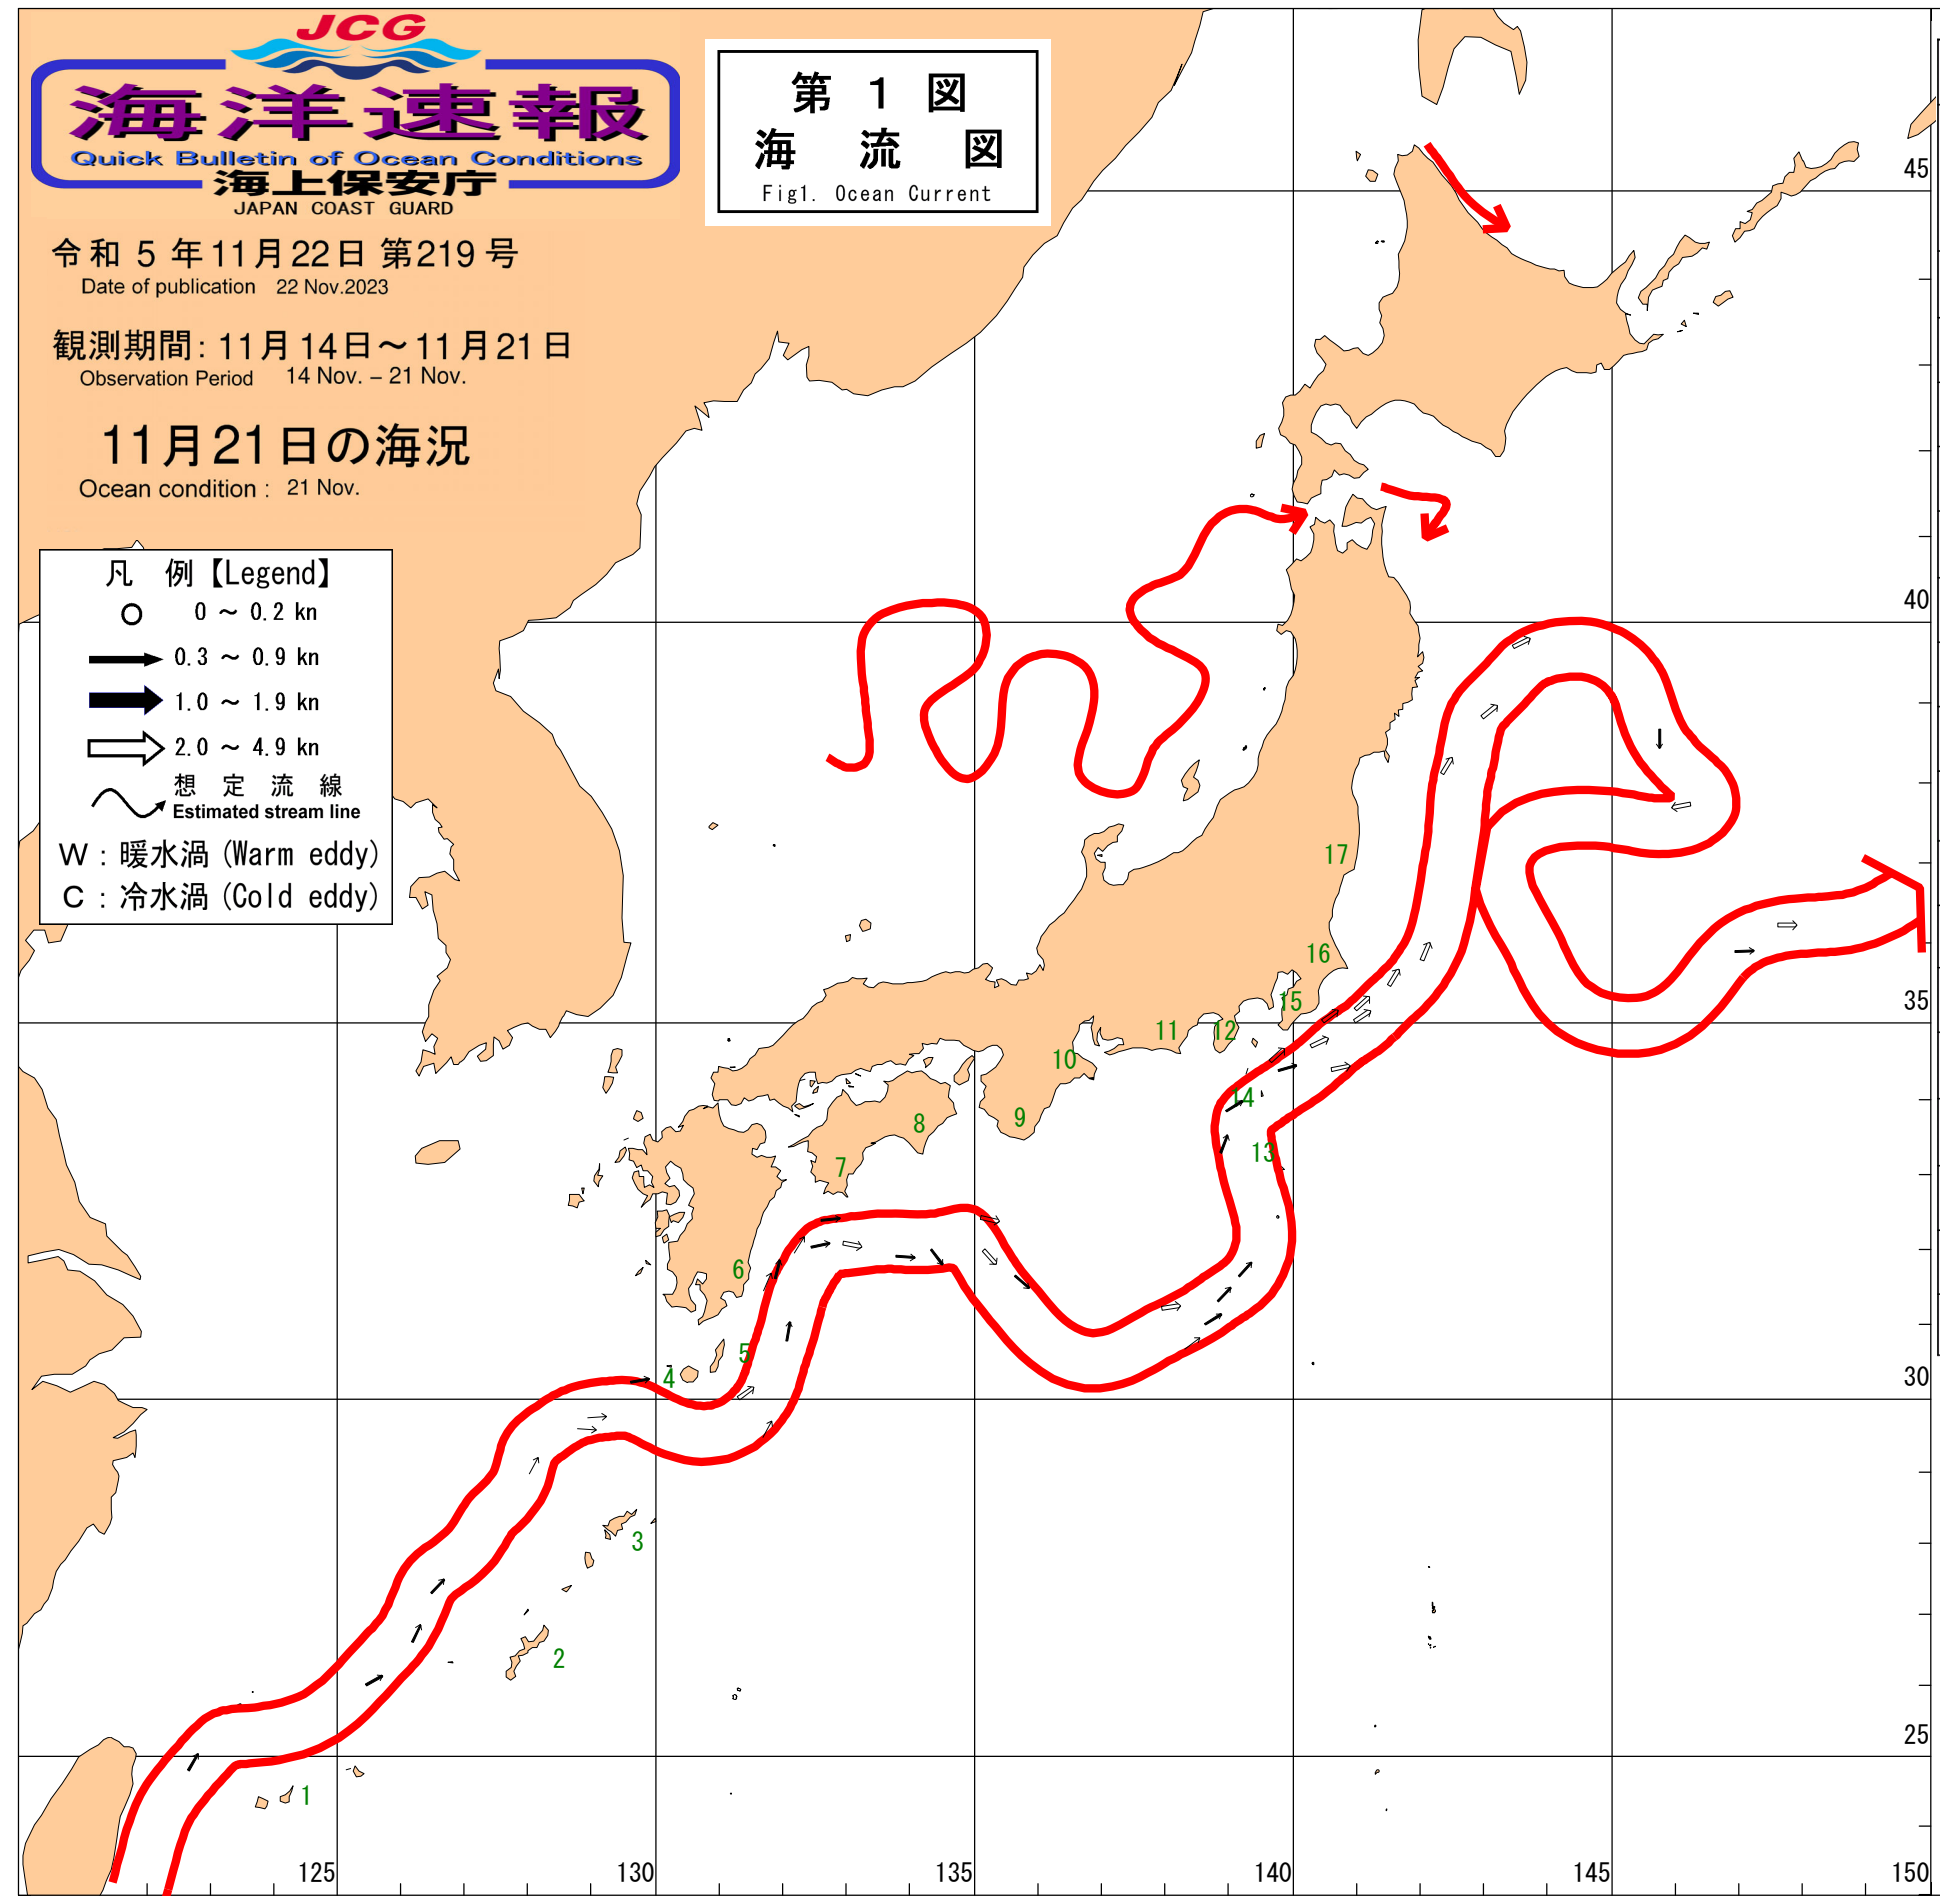 JCG
海洋速報
Quick Bulletin of Ocean Conditions
海上保安庁
JAPAN COAST GUARD
第 1 図
海 流 図
Fig1. Ocean Current
令和 5 年11月22日 第219号
Date of publication 22 Nov.2023
観測期間: 11月14日～11月21日
Observation Period 14 Nov. – 21 Nov.
11月21日の海況
Ocean condition : 21 Nov.
凡 例【Legend】
0 ～ 0.2 kn
0.3 ～ 0.9 kn
1.0 ～ 1.9 kn
2.0 ～ 4.9 kn
想 定 流 線
Estimated stream line
W : 暖水渦 (Warm eddy)
C : 冷水渦 (Cold eddy)
45
40
17
16
35
15
12
11
10
14
9
8
13
7
6
5
4
30
3
2
25
1
125
130
135
140
145
150